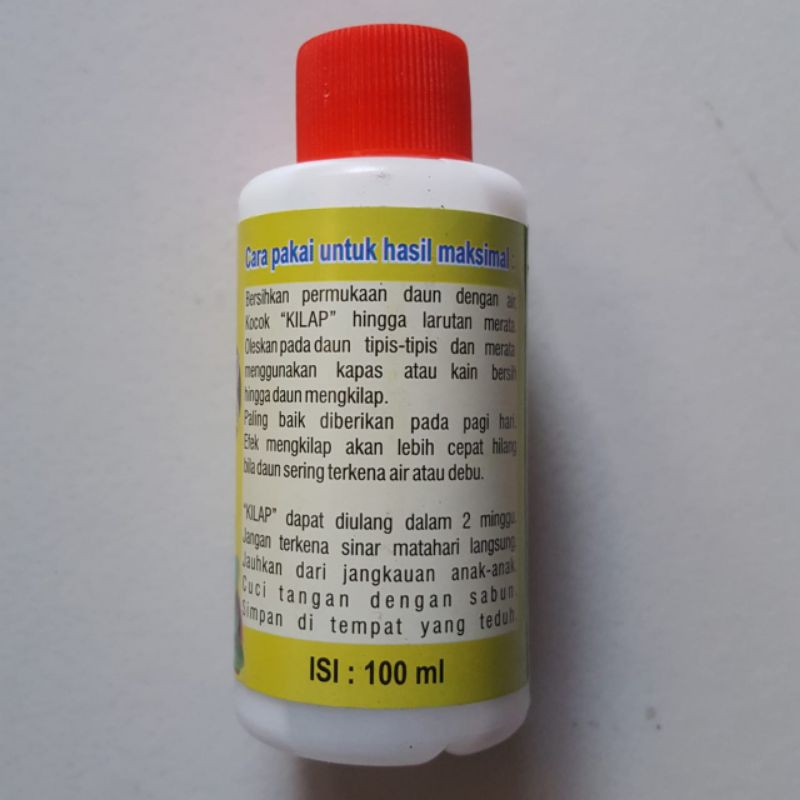 Cara pakai untuk hasil maksimal :
Bersihkan permukaan daun dengan air.
Kocok "KILAP" hingga larutan merata.
Oleskan pada daun tipis-tipis dan merata
menggunakan kapas atau kain bersih
hingga daun mengkilap.
Paling baik diberikan pada pagi hari.
Efek mengkilap akan lebih cepat hilang
bila daun sering terkena air atau debu.
"KILAP" dapat diulang dalam 2 minggu.
Jangan terkena sinar matahari langsung.
Jauhkan dari jangkauan anak-anak.
Cuci tangan dengan sabun.
Simpan di tempat yang teduh.
ISI : 100 ml